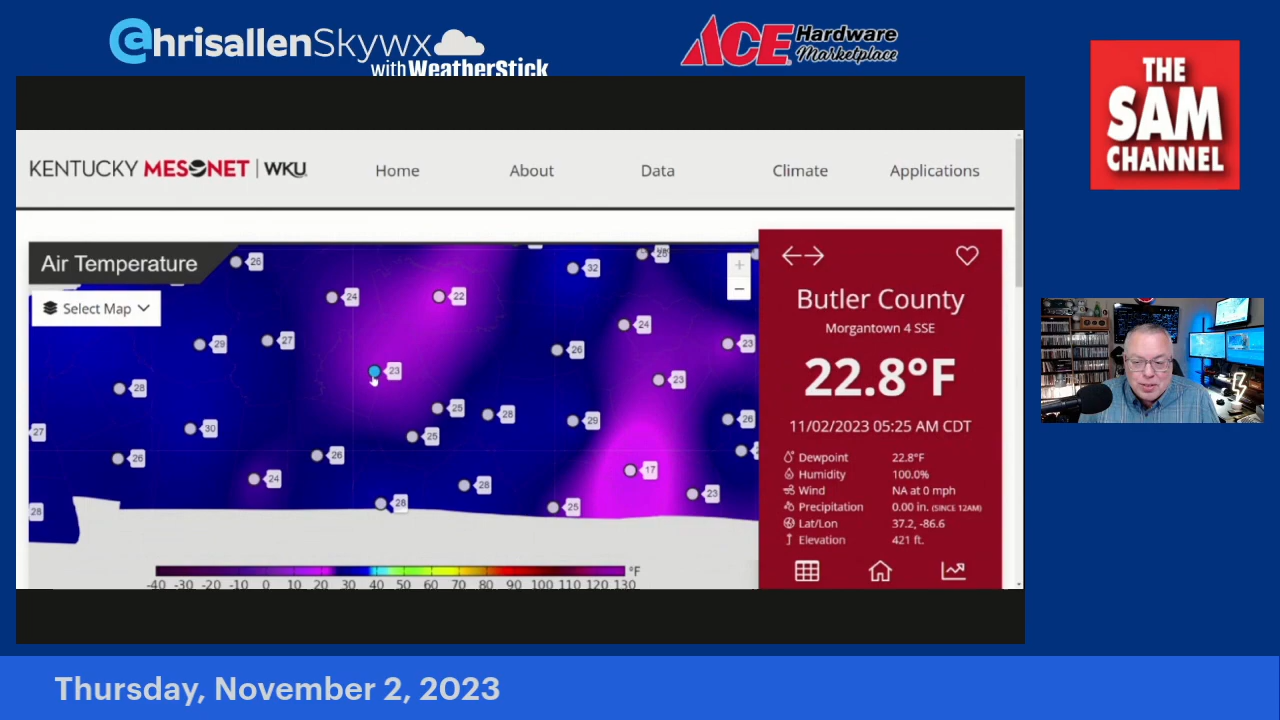 @hrisallenSkywx
with WeatherStick
ACE Hardware
Marketplace
THE
SAM
CHANNEL
KENTUCKY MESONET | WKU
Home
About
Data
Climate
Applications
Air Temperature
Select Map
26
24
22
32
28
29
27
24
26
23
28
23
23
30
25
28
29
26
27
25
26
26
24
28
17
23
28
26
25
+
−
-40 -30 -20 -10 0 10 20 30 40 50 60 70 80 90 100 110 120 130
°F
Butler County
Morgantown 4 SSE
22.8°F
11/02/2023 05:25 AM CDT
Dewpoint 22.8°F
Humidity 100.0%
Wind NA at 0 mph
Precipitation 0.00 in. (SINCE 12AM)
Lat/Lon 37.2, -86.6
Elevation 421 ft.
Thursday, November 2, 2023